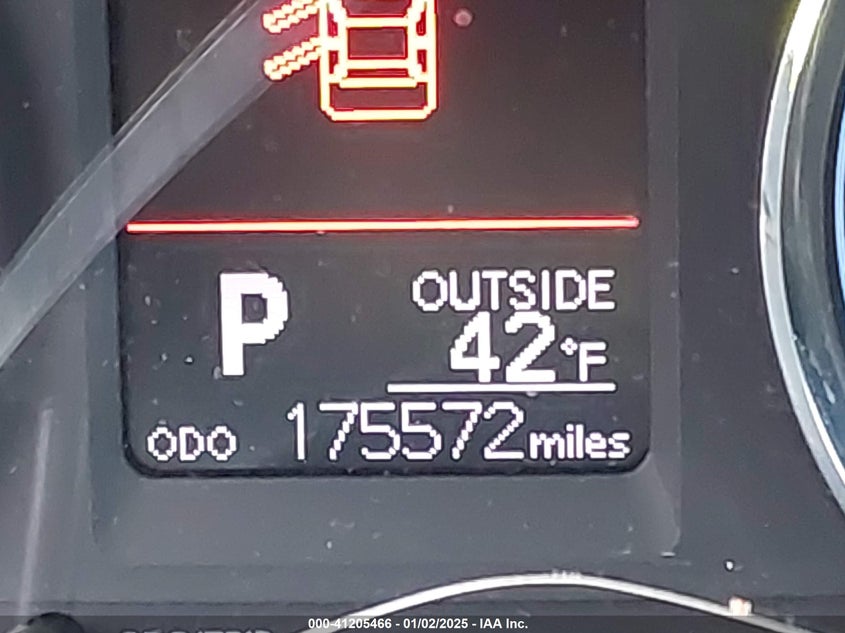 P
OUTSIDE
42°F
ODO 175572 miles
000-41205466 - 01/02/2025 - IAA Inc.